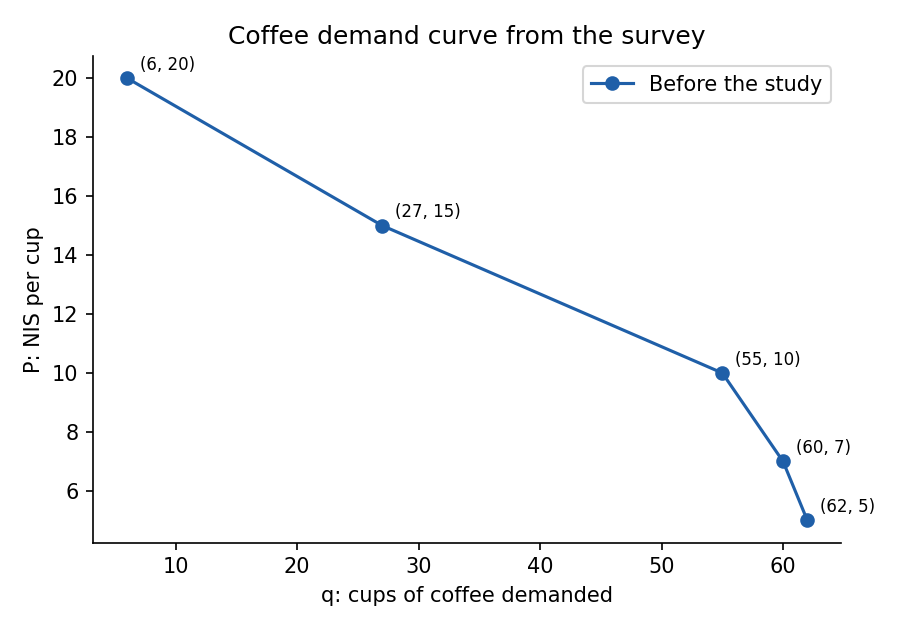 Coffee demand curve from the survey
Before the study
P: NIS per cup
20
18
16
14
12
10
8
6
(6, 20)
(27, 15)
(55, 10)
(60, 7)
(62, 5)
10 20 30 40 50 60
q: cups of coffee demanded